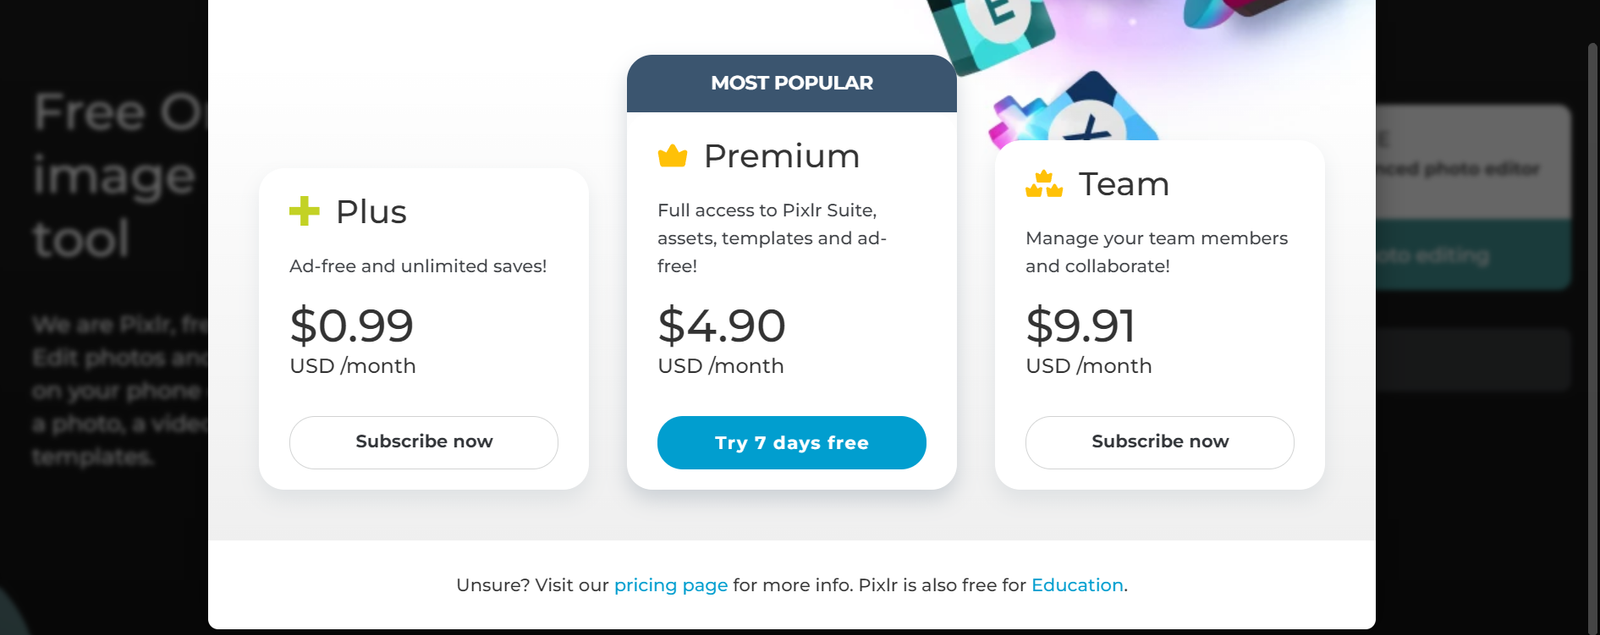 Free O
image
tool
We are Pixlr, fre
Edit photos and
on your phone
a photo, a video
templates.
E
MOST POPULAR
Plus
Ad-free and unlimited saves!
$0.99
USD /month
Subscribe now
Premium
Full access to Pixlr Suite,
assets, templates and ad-
free!
$4.90
USD /month
Try 7 days free
X
Team
Manage your team members
and collaborate!
$9.91
USD /month
Subscribe now
E
nced photo editor
oto editing
Unsure? Visit our pricing page for more info. Pixlr is also free for Education.